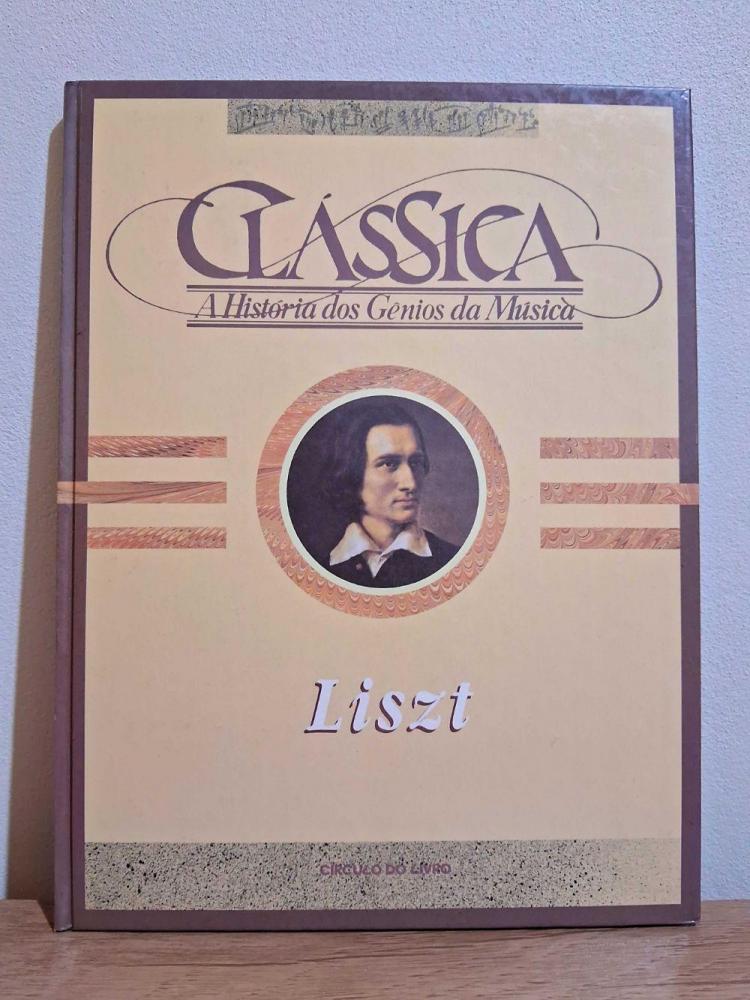 CLÁSSICA
A História dos Gênios da Música
Liszt
CÍRCULO DO LIVRO